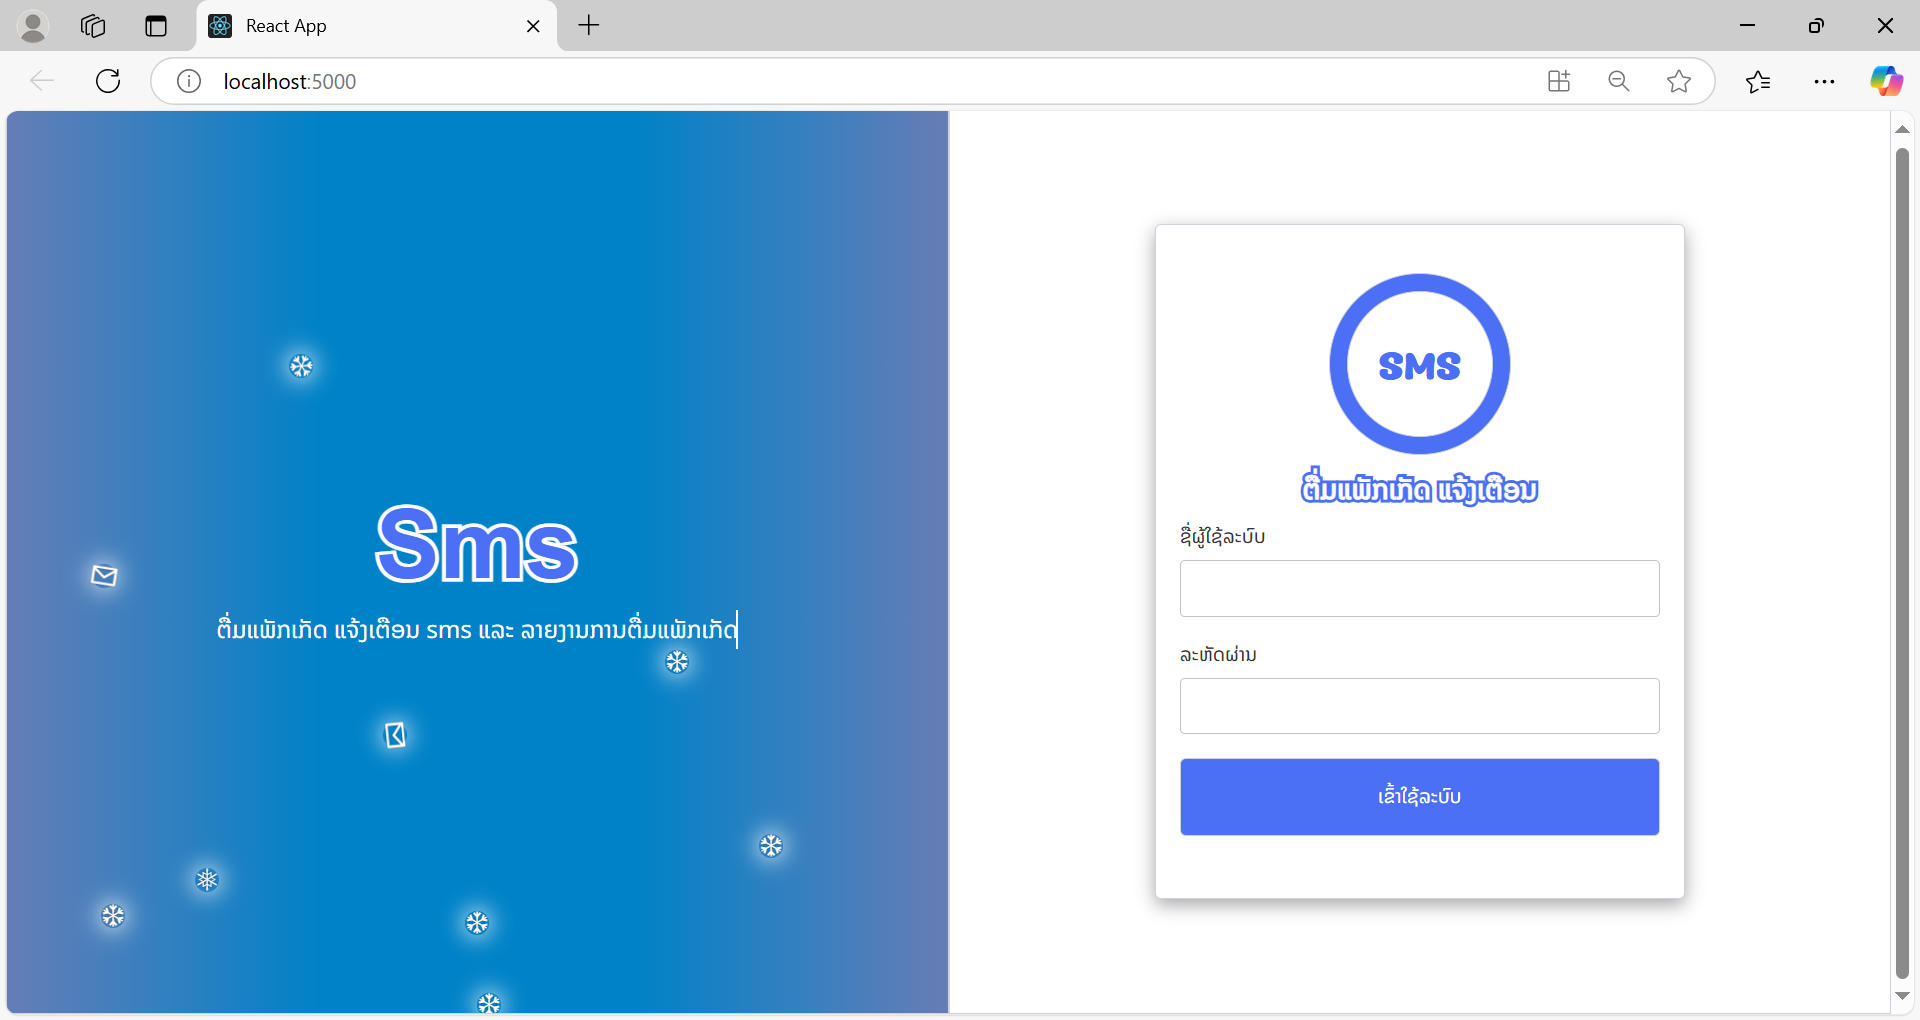 React App
localhost:5000
Sms
ຕື່ມແພັກເກັດ ແຈ້ງເຕືອນ sms ແລະ ລາຍງານການຕື່ມແພັກເກັດ
SMS
ຕື່ມແພັກເກັດ ແຈ້ງເຕືອນ
ຊື່ຜູ້ໃຊ້ລະບົບ
ລະຫັດຜ່ານ
ເຂົ້າໃຊ້ລະບົບ